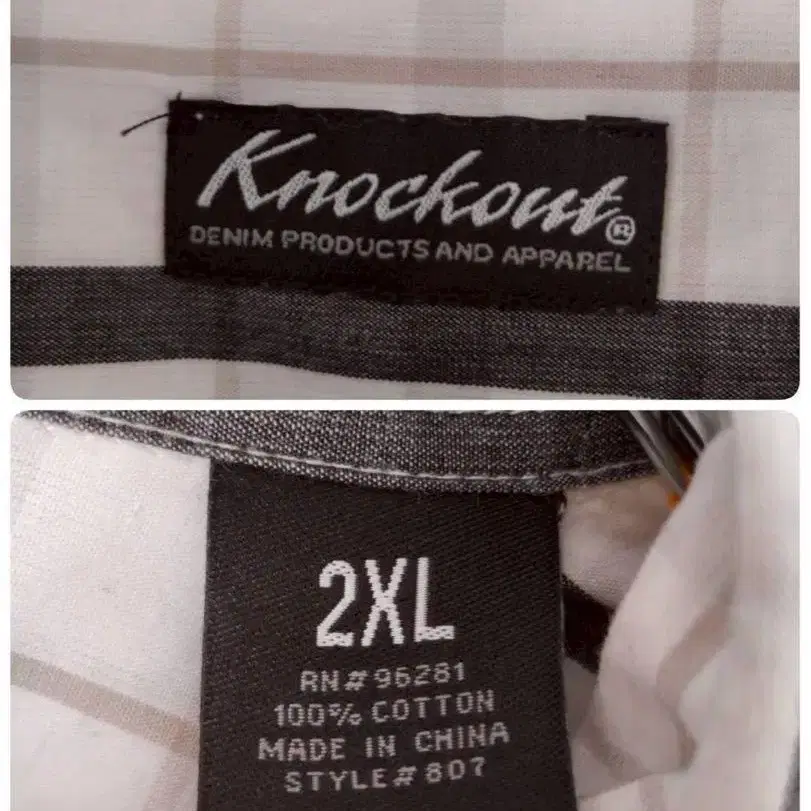 Knockout®
DENIM PRODUCTS AND APPAREL
2XL
RN#96281
100% COTTON
MADE IN CHINA
STYLE#807